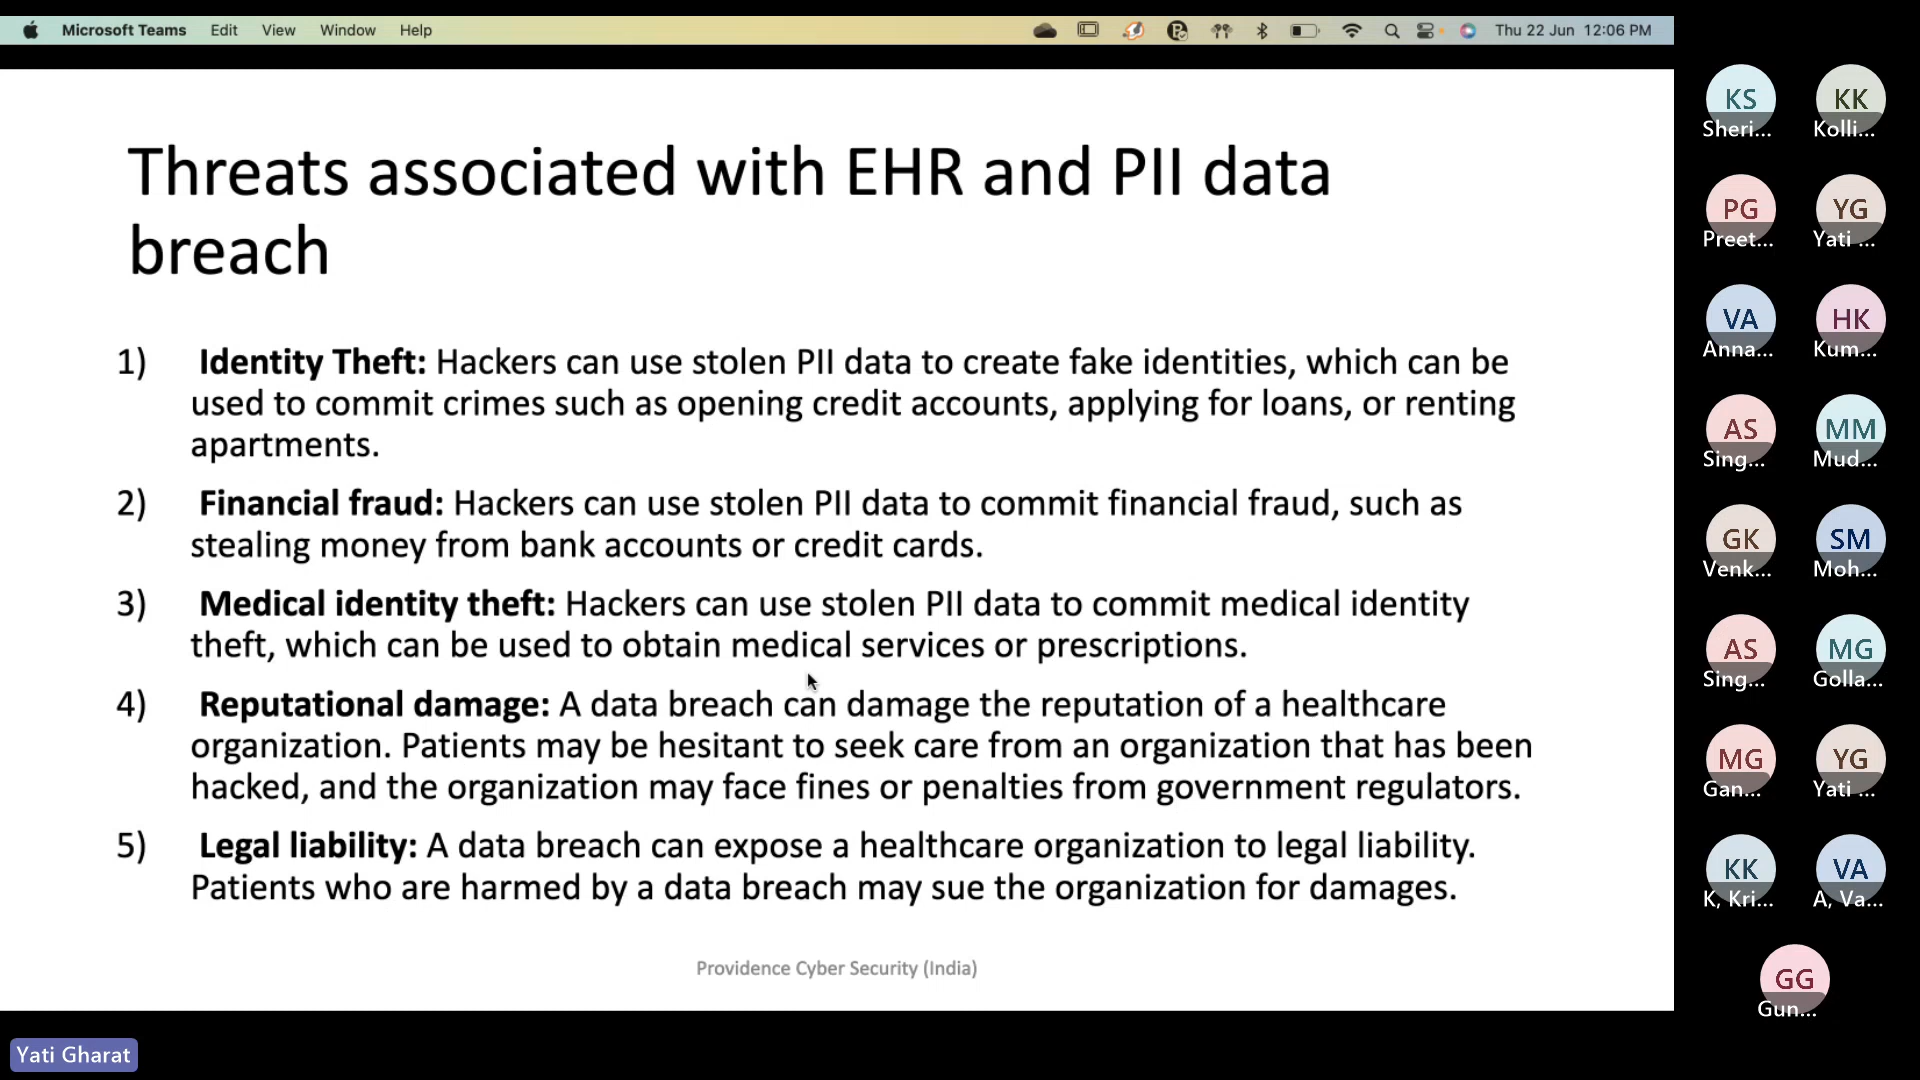 Microsoft Teams Edit View Window Help Thu 22 Jun 12:06 PM
Threats associated with EHR and PII data
breach
1) Identity Theft: Hackers can use stolen PII data to create fake identities, which can be
used to commit crimes such as opening credit accounts, applying for loans, or renting
apartments.
2) Financial fraud: Hackers can use stolen PII data to commit financial fraud, such as
stealing money from bank accounts or credit cards.
3) Medical identity theft: Hackers can use stolen PII data to commit medical identity
theft, which can be used to obtain medical services or prescriptions.
4) Reputational damage: A data breach can damage the reputation of a healthcare
organization. Patients may be hesitant to seek care from an organization that has been
hacked, and the organization may face fines or penalties from government regulators.
5) Legal liability: A data breach can expose a healthcare organization to legal liability.
Patients who are harmed by a data breach may sue the organization for damages.
Providence Cyber Security (India)
Yati Gharat
KS KK
Sheri... Kolli...
PG YG
Preet... Yati ...
VA HK
Anna... Kum...
AS MM
Sing... Mud...
GK SM
Venk... Moh...
AS MG
Sing... Golla...
MG YG
Gan... Yati ...
KK VA
K, Kri... A, Va...
GG
Gun...